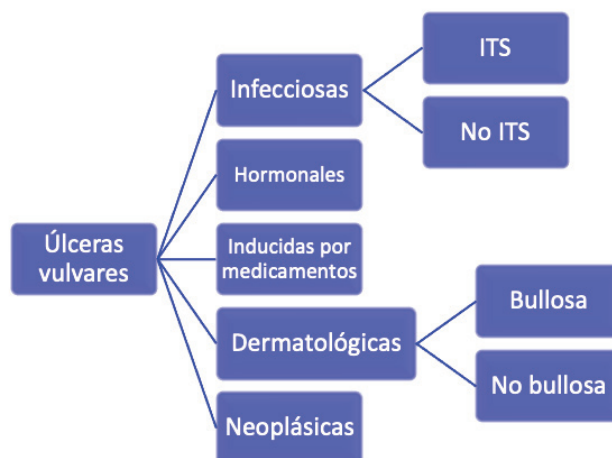 Úlceras
vulvares
Infecciosas
ITS
No ITS
Hormonales
Inducidas por
medicamentos
Dermatológicas
Bullosa
No bullosa
Neoplásicas